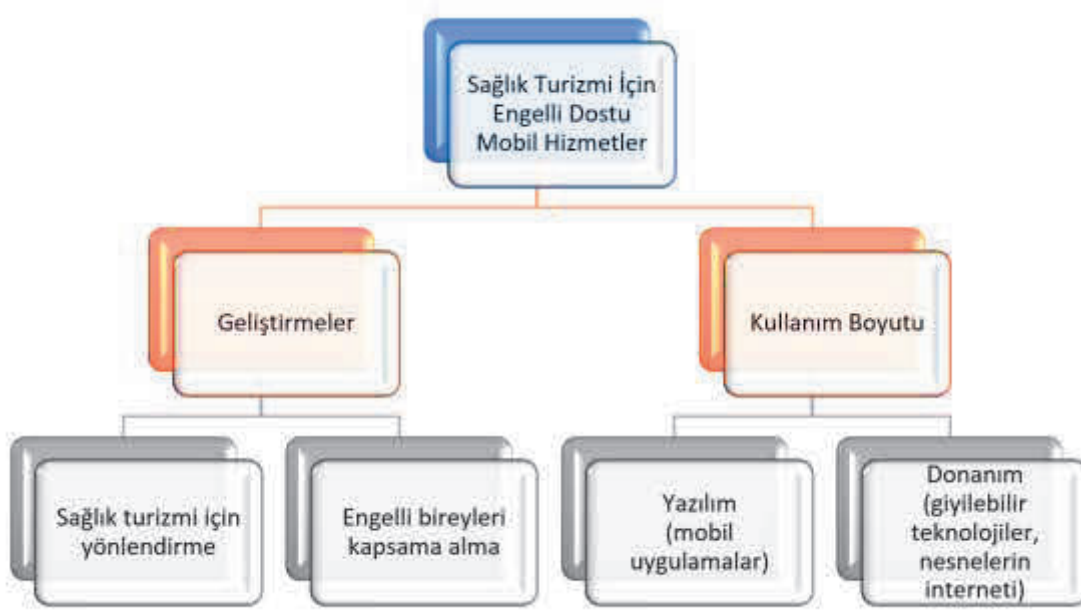 Sağlık Turizmi İçin
Engelli Dostu
Mobil Hizmetler
Geliştirmeler
Kullanım Boyutu
Sağlık turizmi için
yönlendirme
Engelli bireyleri
kapsama alma
Yazılım
(mobil
uygulamalar)
Donanım
(giyilebilir
teknolojiler,
nesnelerin
interneti)